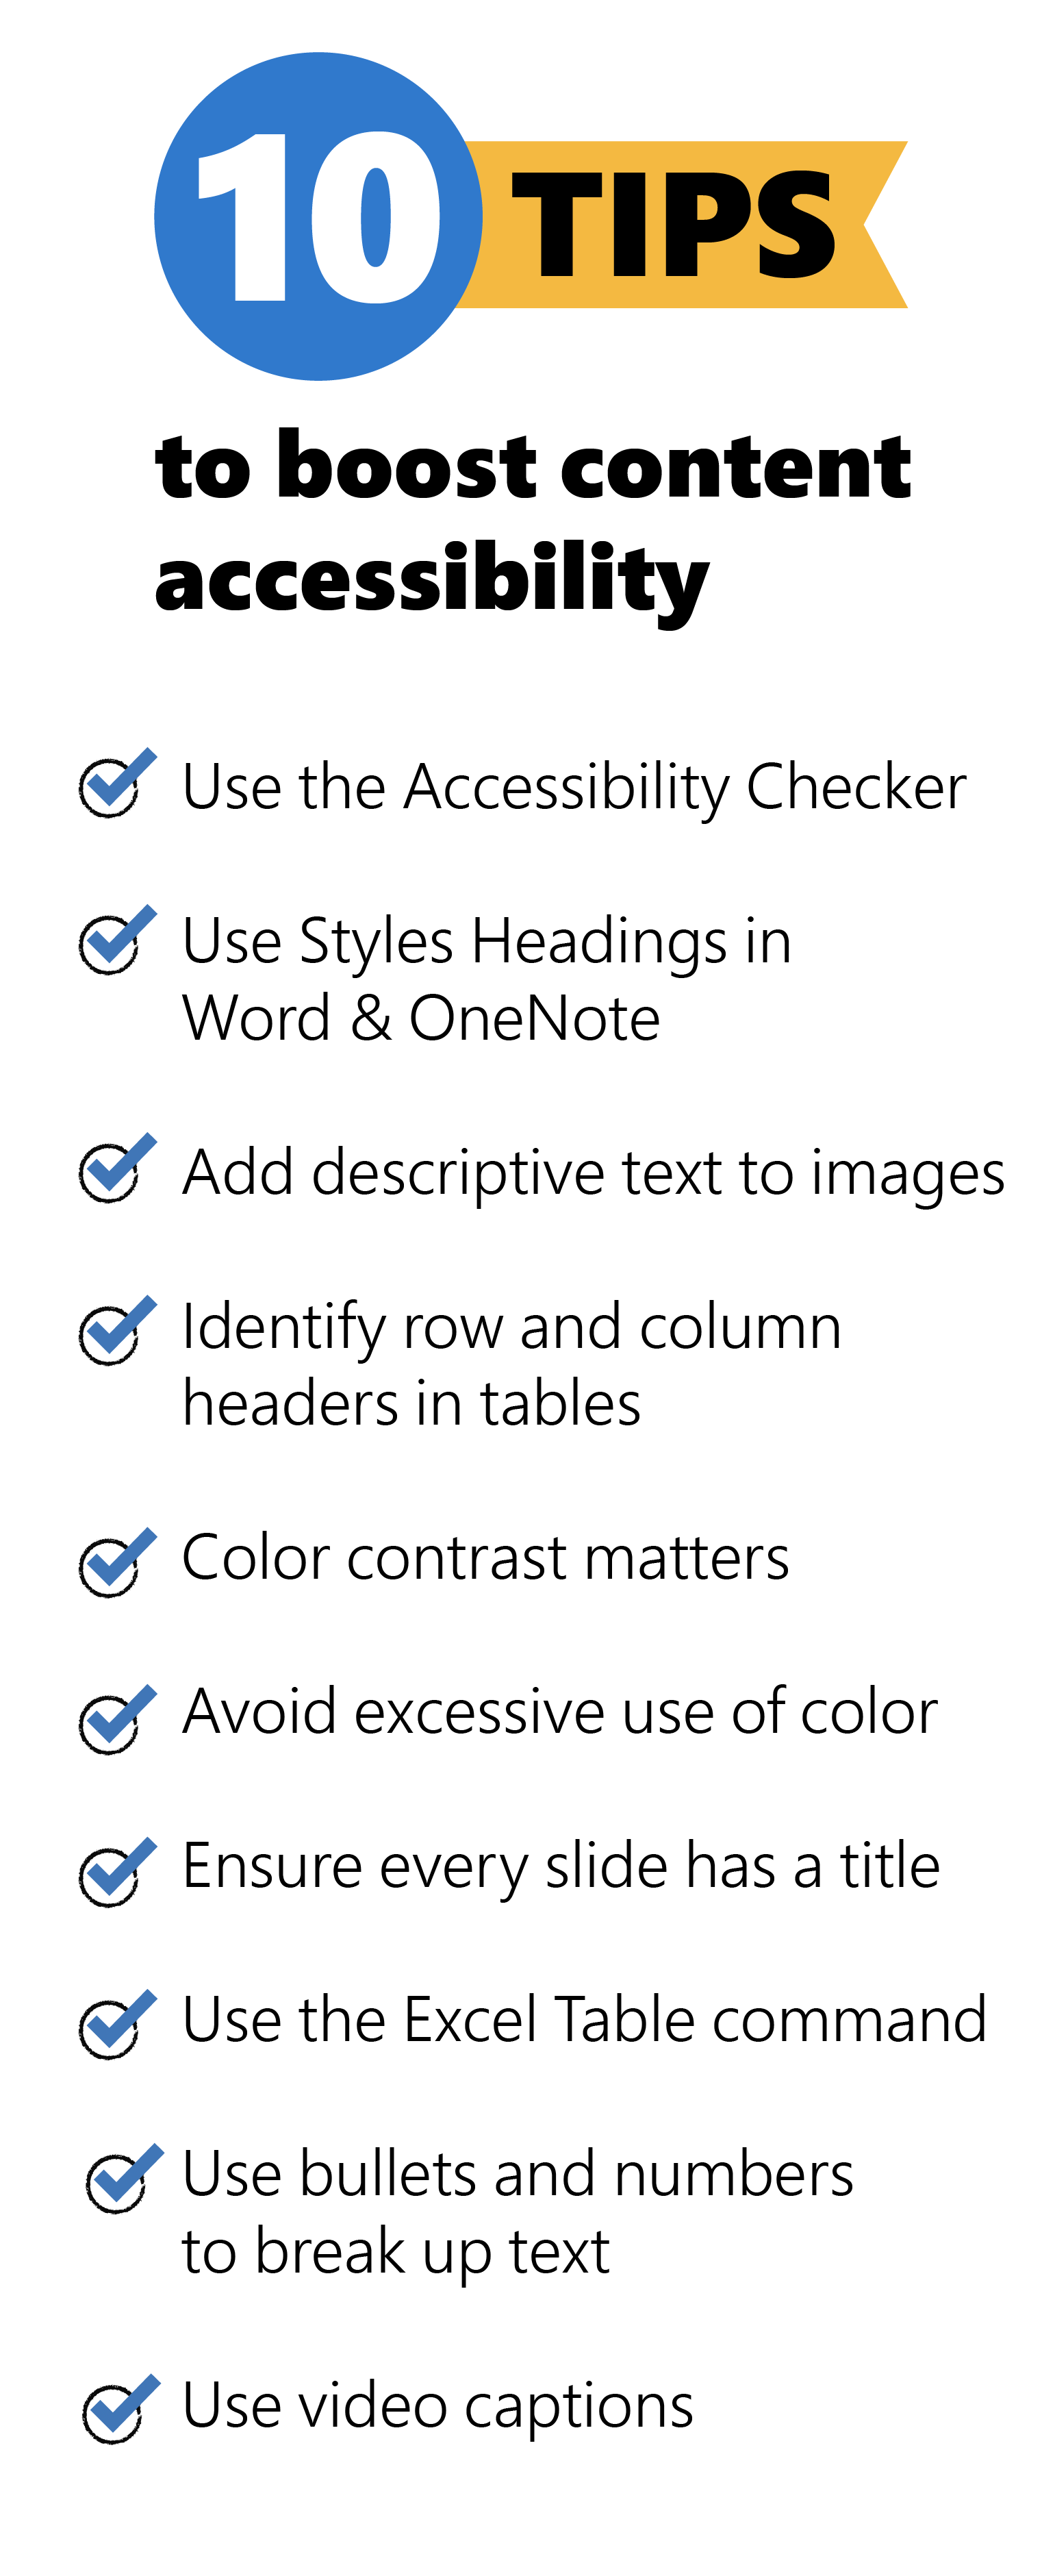 10 TIPS
to boost content
accessibility
Use the Accessibility Checker
Use Styles Headings in
Word & OneNote
Add descriptive text to images
Identify row and column
headers in tables
Color contrast matters
Avoid excessive use of color
Ensure every slide has a title
Use the Excel Table command
Use bullets and numbers
to break up text
Use video captions